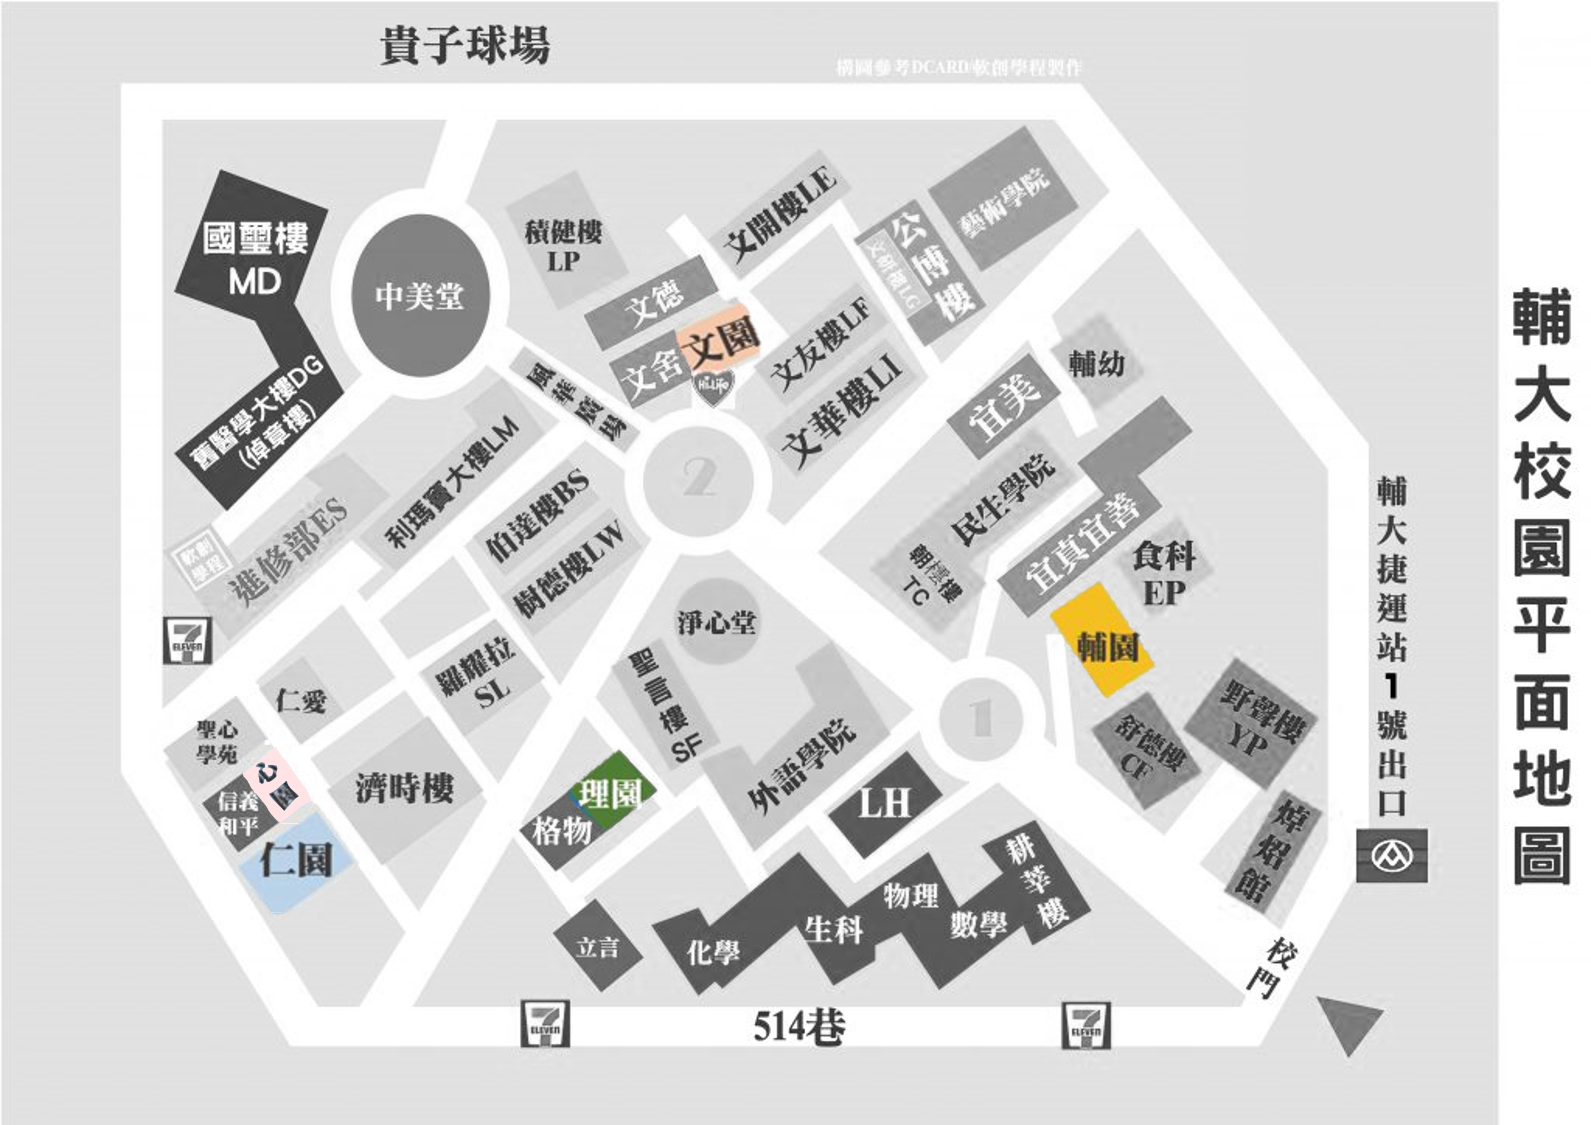 貴子球場
構圖參考DCARD/軟創學程製作
國璽樓
MD
中美堂
積健樓
LP
文開樓LE
藝術學院
公博樓
文研樓LG
文德
文園
文舍
Hi-Life
文友樓LF
文華樓LI
風華廣場
舊醫學大樓DG
(倬章樓)
利瑪竇大樓LM
進修部ES
軟創
學程
伯達樓BS
樹德樓LW
2
宜美
輔幼
民生學院
宜真宜善
朝橒樓
TC
食科
EP
輔園
7
ELEVEN
淨心堂
聖言樓
SF
羅耀拉
SL
仁愛
聖心
學苑
心園
信義
和平
仁園
濟時樓
理園
格物
外語學院
1
LH
舒德樓
CF
野聲樓
YP
焯炤館
耕莘樓
物理
數學
生科
化學
立言
校門
7
ELEVEN
514巷
7
ELEVEN
輔大捷運站1號出口
輔大校園平面地圖